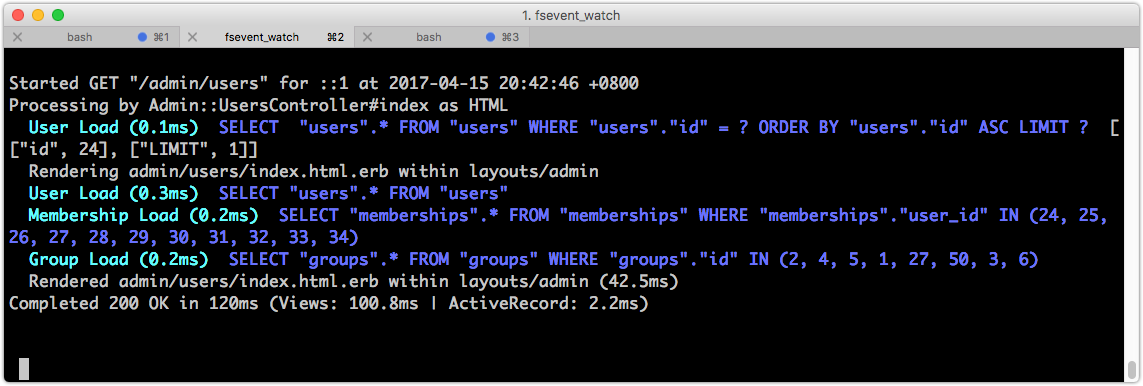 1. fsevent_watch
bash ⌘1 fsevent_watch ⌘2 bash ⌘3
Started GET "/admin/users" for ::1 at 2017-04-15 20:42:46 +0800
Processing by Admin::UsersController#index as HTML
  User Load (0.1ms)  SELECT  "users".* FROM "users" WHERE "users"."id" = ? ORDER BY "users"."id" ASC LIMIT ?  [
["id", 24], ["LIMIT", 1]]
  Rendering admin/users/index.html.erb within layouts/admin
  User Load (0.3ms)  SELECT "users".* FROM "users"
  Membership Load (0.2ms)  SELECT "memberships".* FROM "memberships" WHERE "memberships"."user_id" IN (24, 25,
26, 27, 28, 29, 30, 31, 32, 33, 34)
  Group Load (0.2ms)  SELECT "groups".* FROM "groups" WHERE "groups"."id" IN (2, 4, 5, 1, 27, 50, 3, 6)
  Rendered admin/users/index.html.erb within layouts/admin (42.5ms)
Completed 200 OK in 120ms (Views: 100.8ms | ActiveRecord: 2.2ms)